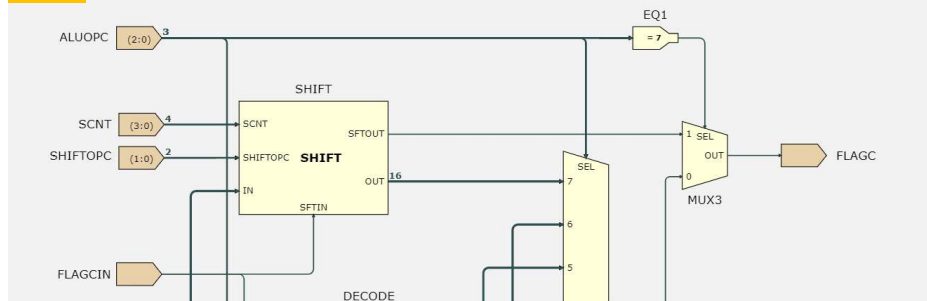 EQ1
ALUOPC (2:0) 3 = 7
SHIFT
SCNT (3:0) 4 SCNT
SFTOUT 1 SEL
SHIFTOPC (1:0) 2 SHIFTOPC SHIFT OUT FLAGC
SEL
OUT 16 7 0
IN
MUX3
SFTIN
6
5
FLAGCIN
DECODE